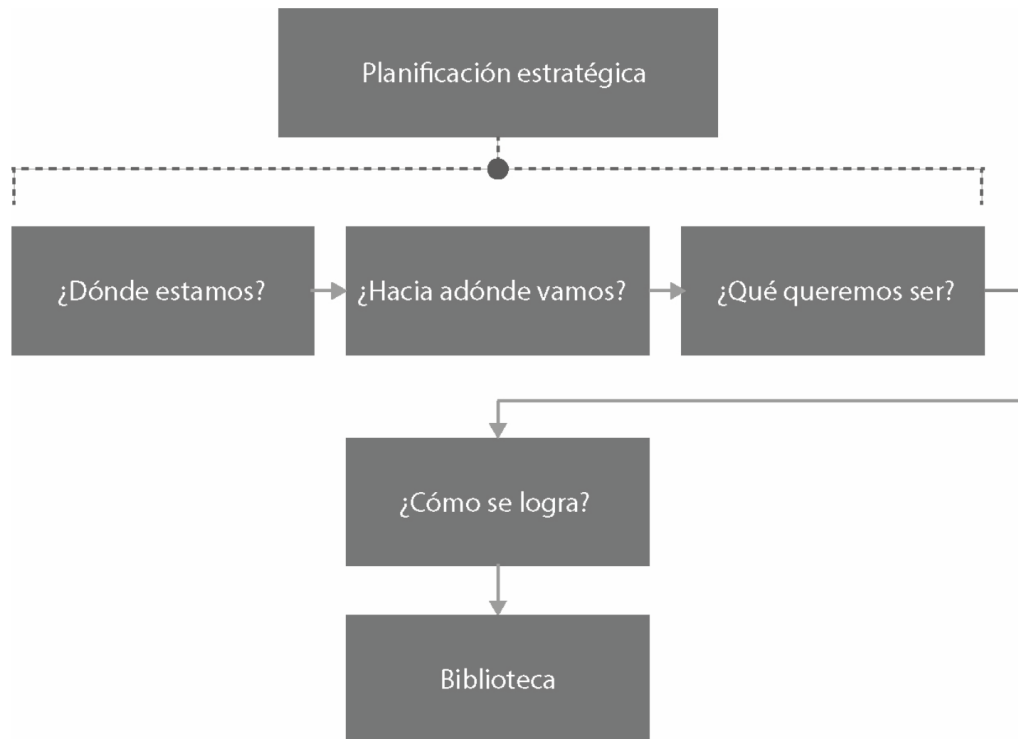 Planificación estratégica
¿Dónde estamos?
¿Hacia adónde vamos?
¿Qué queremos ser?
¿Cómo se logra?
Biblioteca